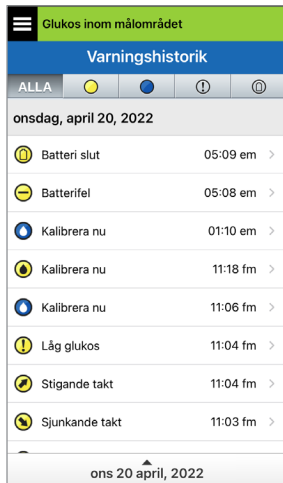 Glukos inom målområdet
Varningshistorik
ALLA
onsdag, april 20, 2022
Batteri slut 05:09 em
Batterifel 05:08 em
Kalibrera nu 01:10 em
Kalibrera nu 11:18 fm
Kalibrera nu 11:06 fm
Låg glukos 11:04 fm
Stigande takt 11:04 fm
Sjunkande takt 11:03 fm
ons 20 april, 2022